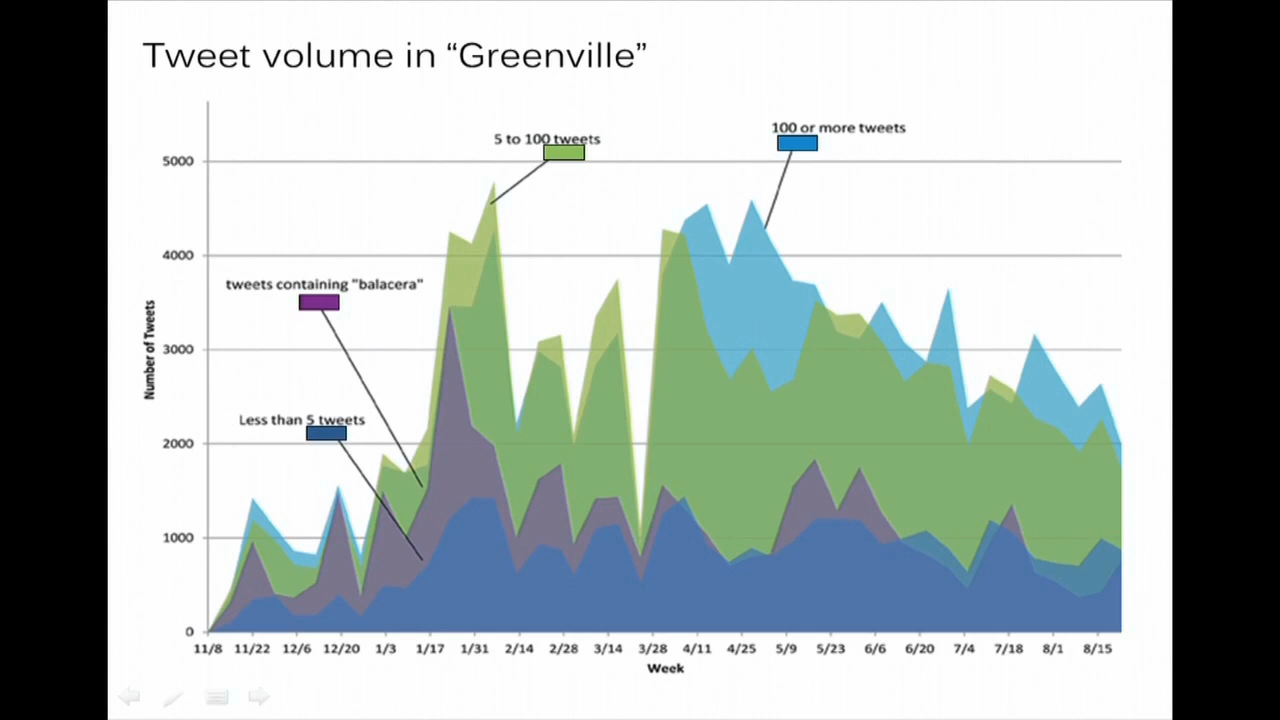 Tweet volume in “Greenville”
100 or more tweets
5 to 100 tweets
tweets containing "balacera"
Less than 5 tweets
Number of Tweets
5000
4000
3000
2000
1000
0
11/8 11/22 12/6 12/20 1/3 1/17 1/31 2/14 2/28 3/14 3/28 4/11 4/25 5/9 5/23 6/6 6/20 7/4 7/18 8/1 8/15
Week